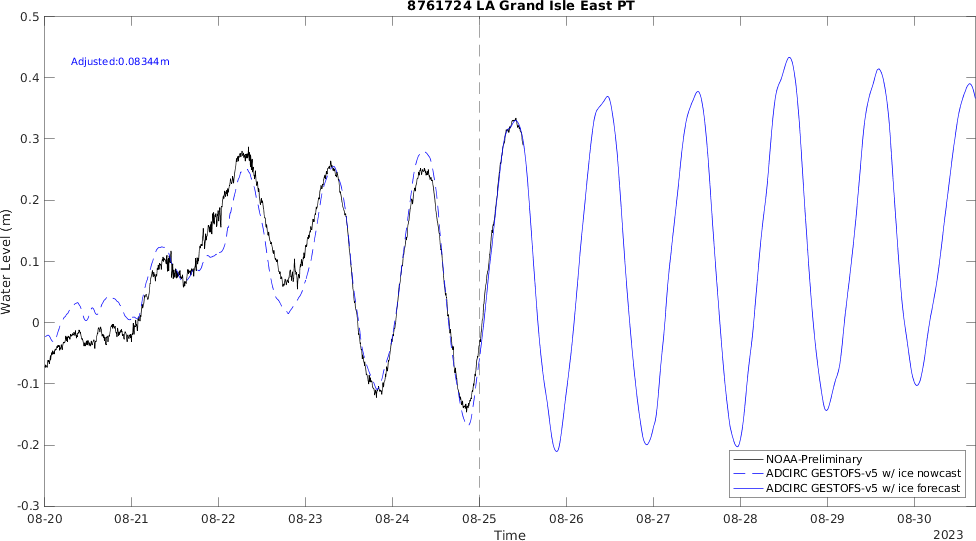 8761724 LA Grand Isle East PT
Adjusted:0.08344m
0.5
0.4
0.3
0.2
0.1
0
-0.1
-0.2
-0.3
Water Level (m)
NOAA-Preliminary
ADCIRC GESTOFS-v5 w/ ice nowcast
ADCIRC GESTOFS-v5 w/ ice forecast
08-20 08-21 08-22 08-23 08-24 08-25 08-26 08-27 08-28 08-29 08-30
Time
2023